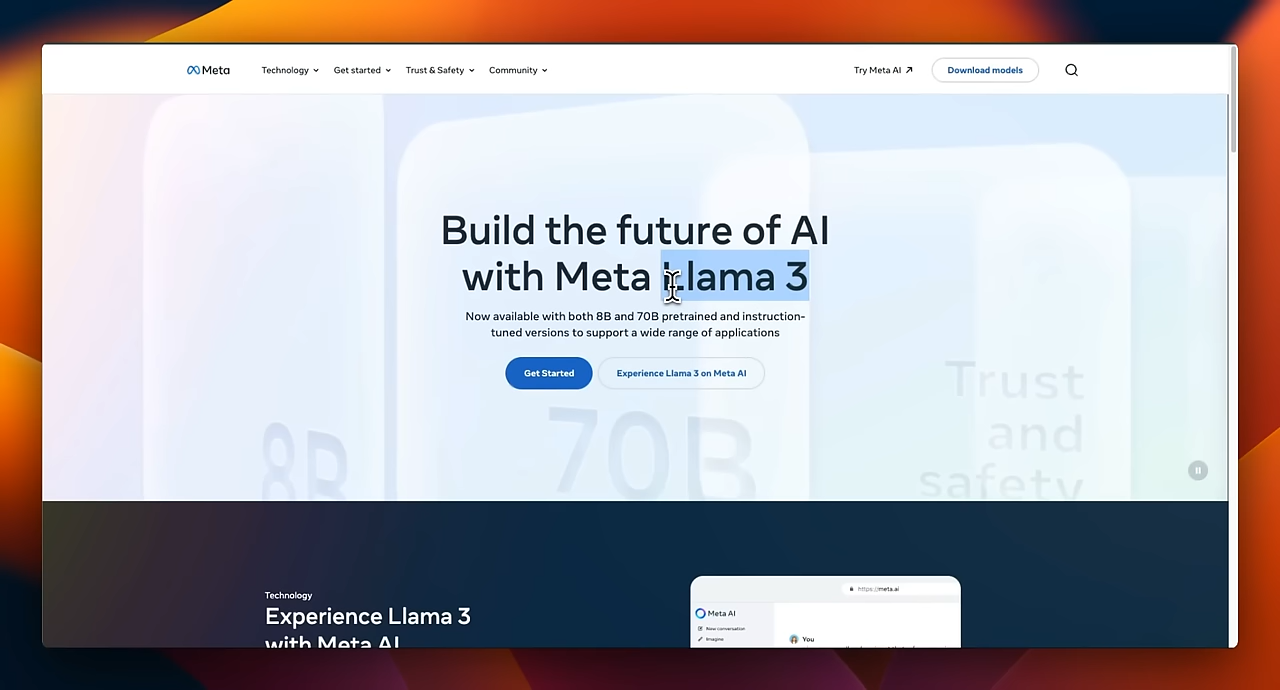 Meta
Technology
Get started
Trust & Safety
Community
Try Meta AI
Download models
Build the future of AI
with Meta Llama 3
Now available with both 8B and 70B pretrained and instruction-
tuned versions to support a wide range of applications
Get Started
Experience Llama 3 on Meta AI
8B
70B
Trust
and
safety
Technology
Experience Llama 3
with Meta AI
https://meta.ai
Meta AI
New conversation
Imagine
You